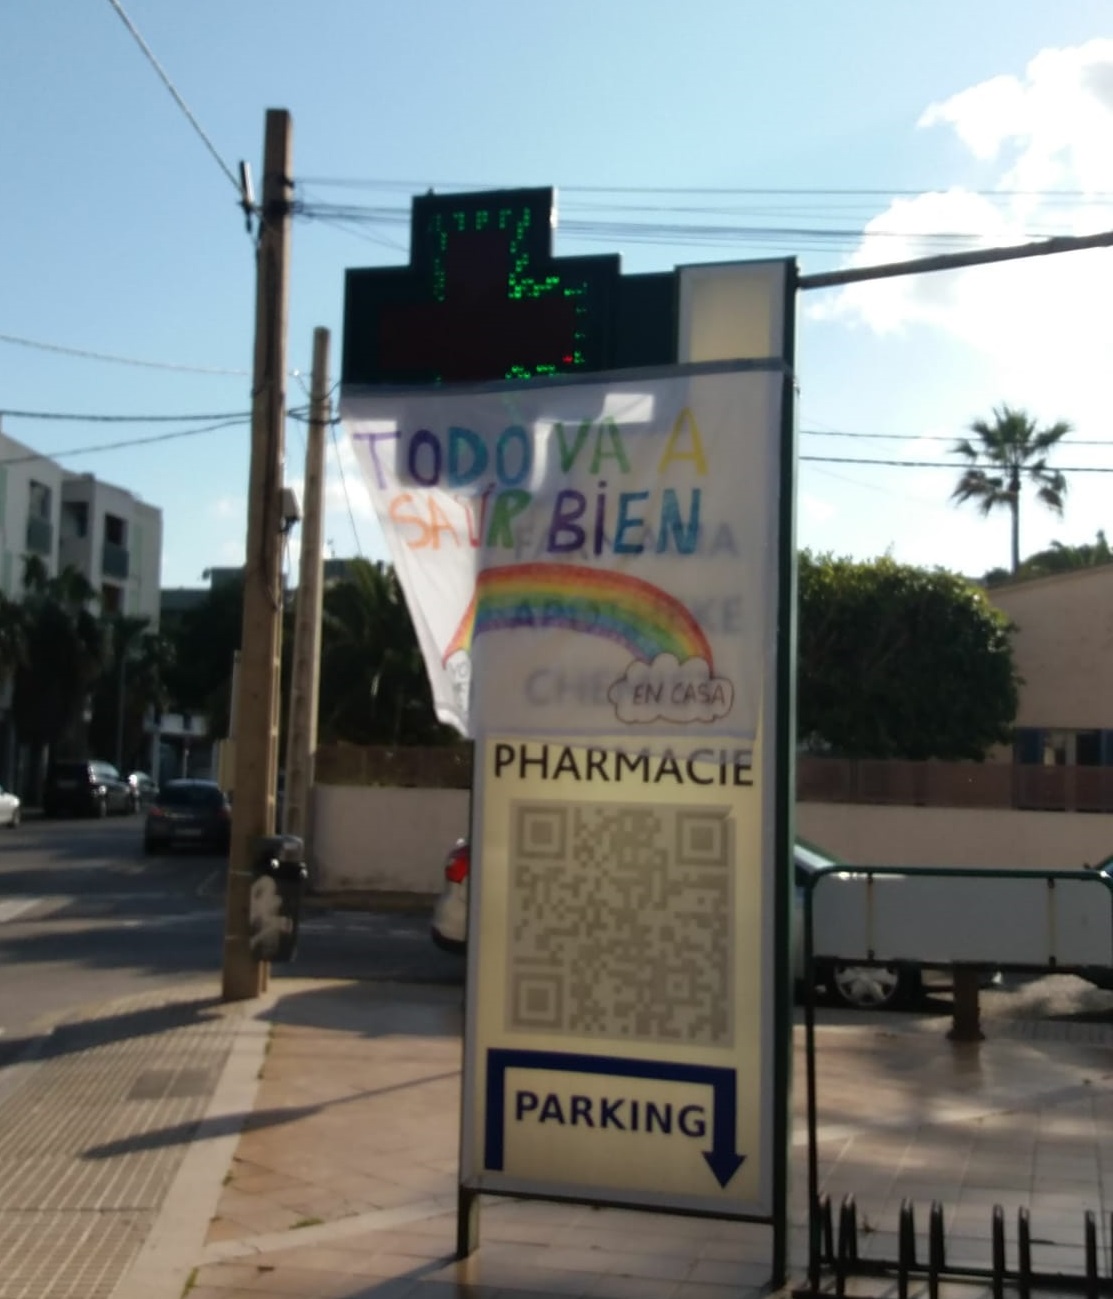 TODO VA A
SALIR BIEN
EN CASA
PHARMACIE
PARKING